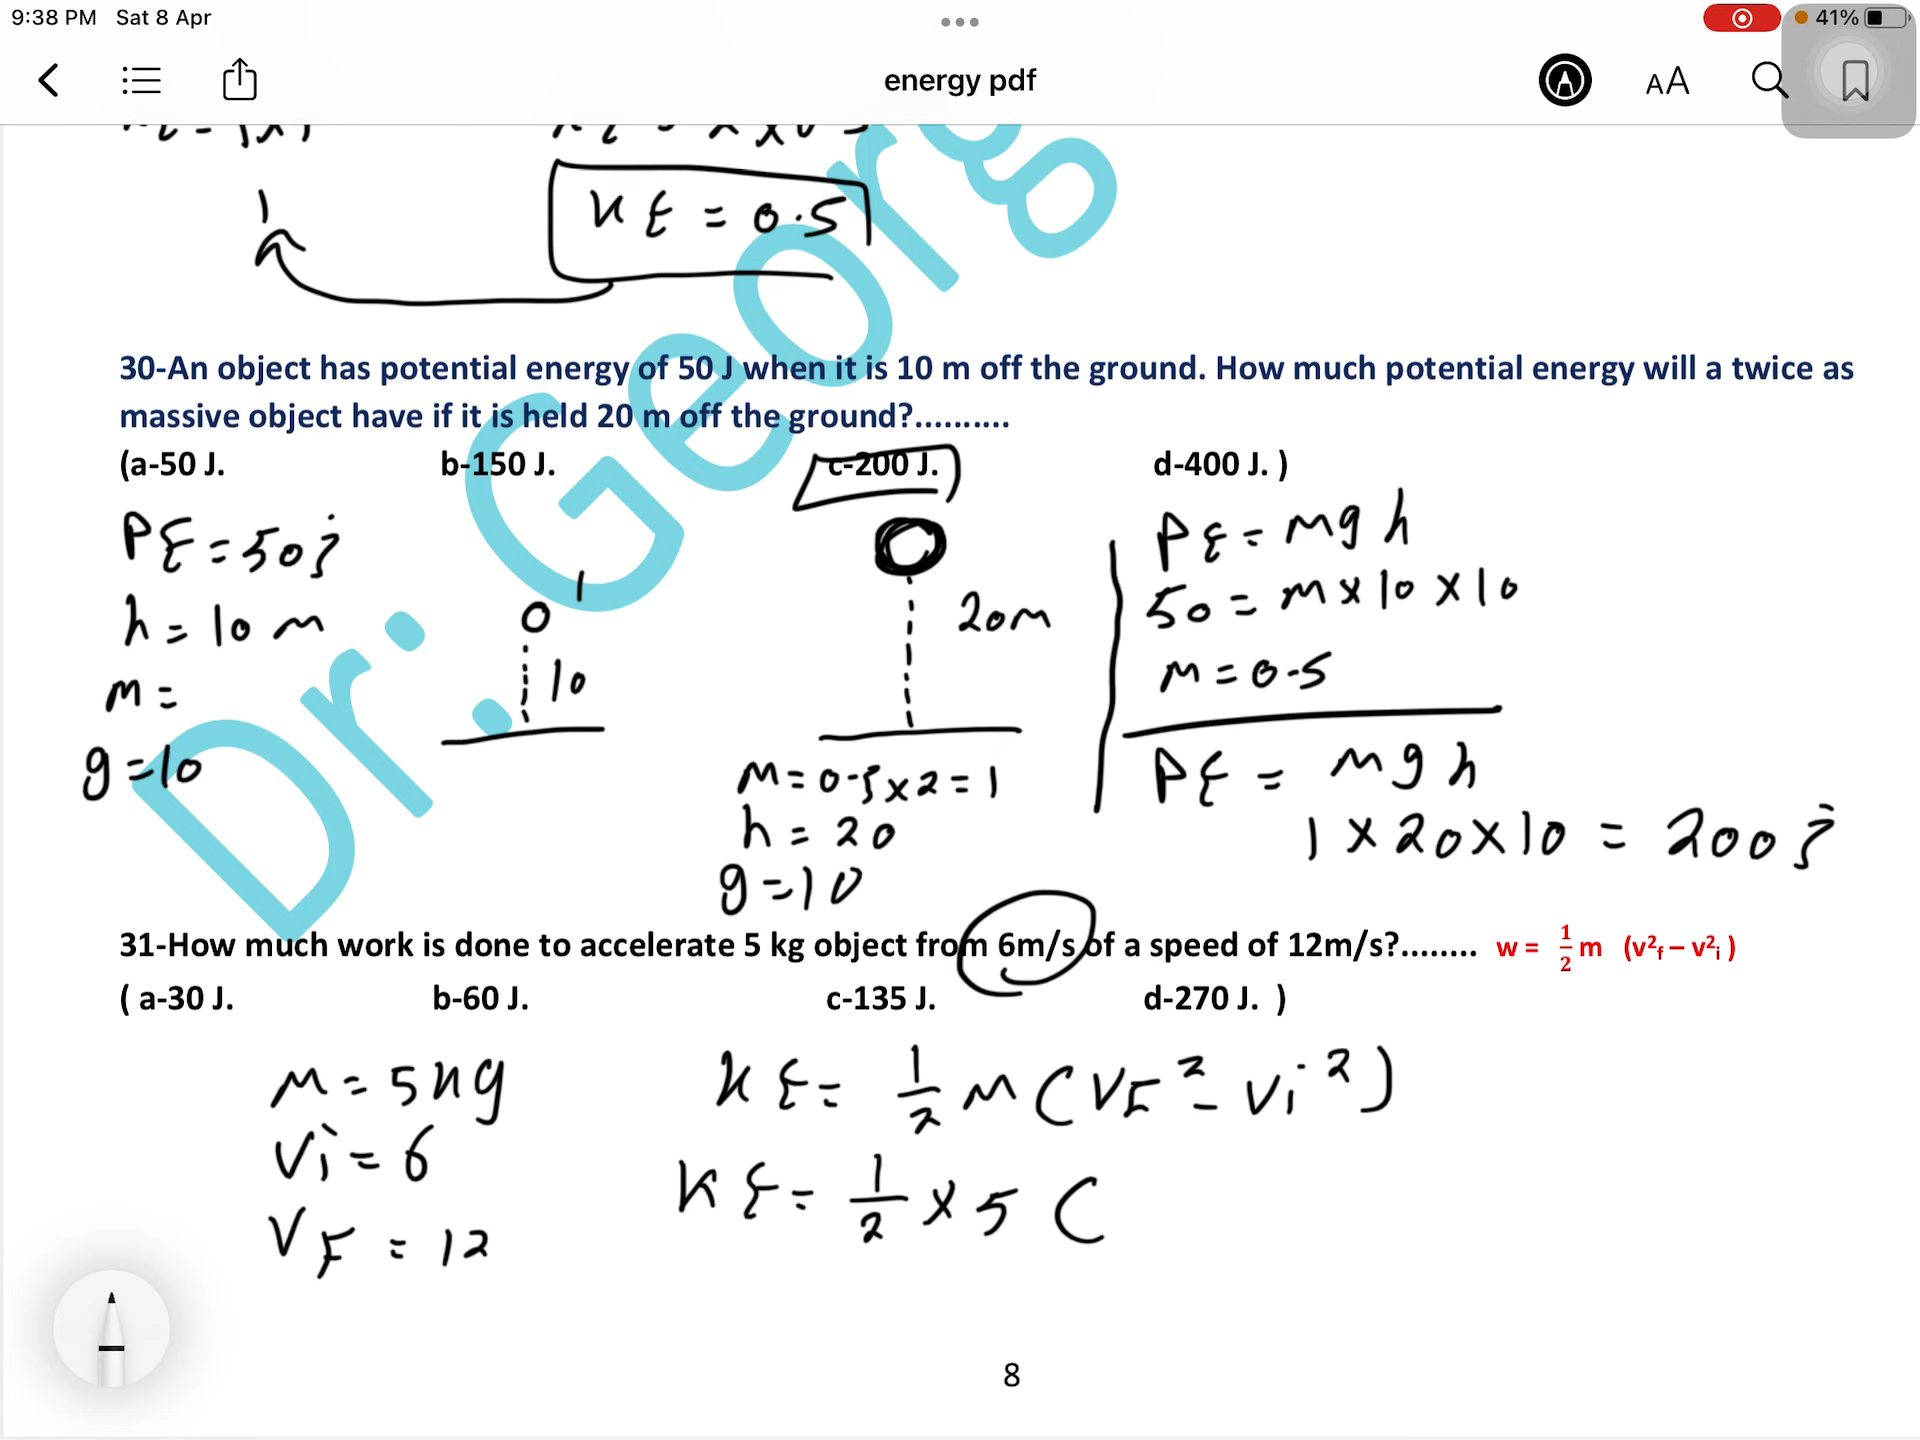 9:38 PM Sat 8 Apr
41%
energy pdf
AA
KE = 0.5
1
30-An object has potential energy of 50 J when it is 10 m off the ground. How much potential energy will a twice as
massive object have if it is held 20 m off the ground?..........
(a-50 J. b-150 J. c-200 J. d-400 J. )
PE = 50j
h = 10 m
m =
g = 10
1
10
20m
m = 0.5 x 2 = 1
h = 20
g = 10
PE = mgh
50 = m x 10 x 10
m = 0.5
PE = mgh
1 x 20 x 10 = 200j
31-How much work is done to accelerate 5 kg object from 6m/s of a speed of 12m/s?........ w = 1/2 m (v²f – v²i )
( a-30 J. b-60 J. c-135 J. d-270 J. )
m = 5kg
Vi = 6
VF = 12
KE = 1/2 m (VF² - Vi²)
KE = 1/2 x 5 (
8
Dr. Georg